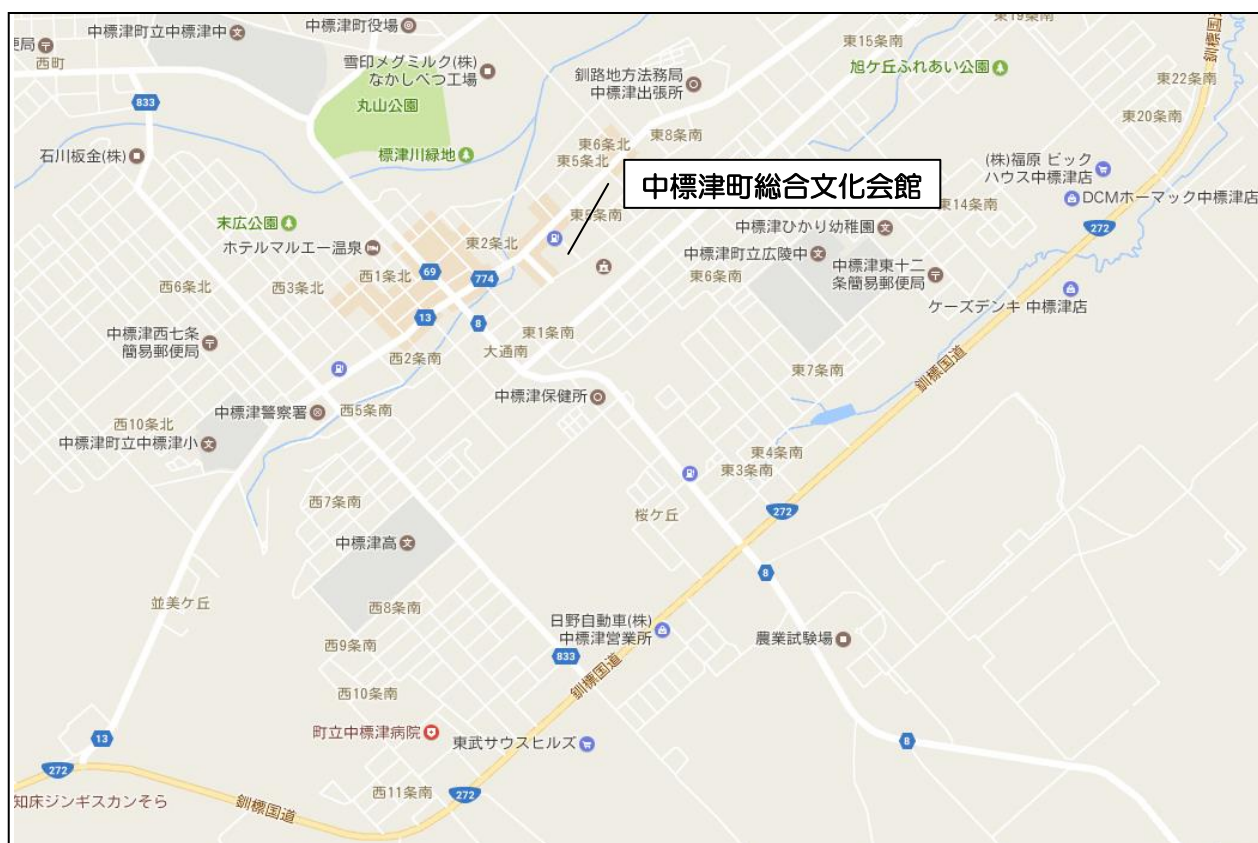 東19条南
中標津町立中標津中
中標津町役場
便局
西町
東15条南
釧標国道
雪印メグミルク(株)
なかしべつ工場
釧路地方法務局
中標津出張所
旭ケ丘ふれあい公園
東22条南
833
丸山公園
東20条南
東8条南
東6条北
東5条北
石川板金(株)
標津川緑地
(株)福原 ビック
ハウス中標津店
中標津町総合文化会館
DCMホーマック中標津店
東14条南
末広公園
東5条南
272
中標津ひかり幼稚園
ホテルマルエー温泉
東2条北
中標津町立広陵中
中標津東十二
条簡易郵便局
西1条北
69
774
東6条南
西6条北
西3条北
ケーズデンキ 中標津店
13
8
東1条南
中標津西七条
簡易郵便局
大通南
西2条南
東7条南
釧標国道
中標津保健所
中標津警察署
西5条南
西10条北
中標津町立中標津小
東4条南
東3条南
西7条南
桜ケ丘
272
中標津高
8
並美ケ丘
西8条南
日野自動車(株)
中標津営業所
農業試験場
西9条南
833
釧標国道
西10条南
町立中標津病院
東武サウスヒルズ
13
8
272
知床ジンギスカンそら
釧標国道
西11条南
272